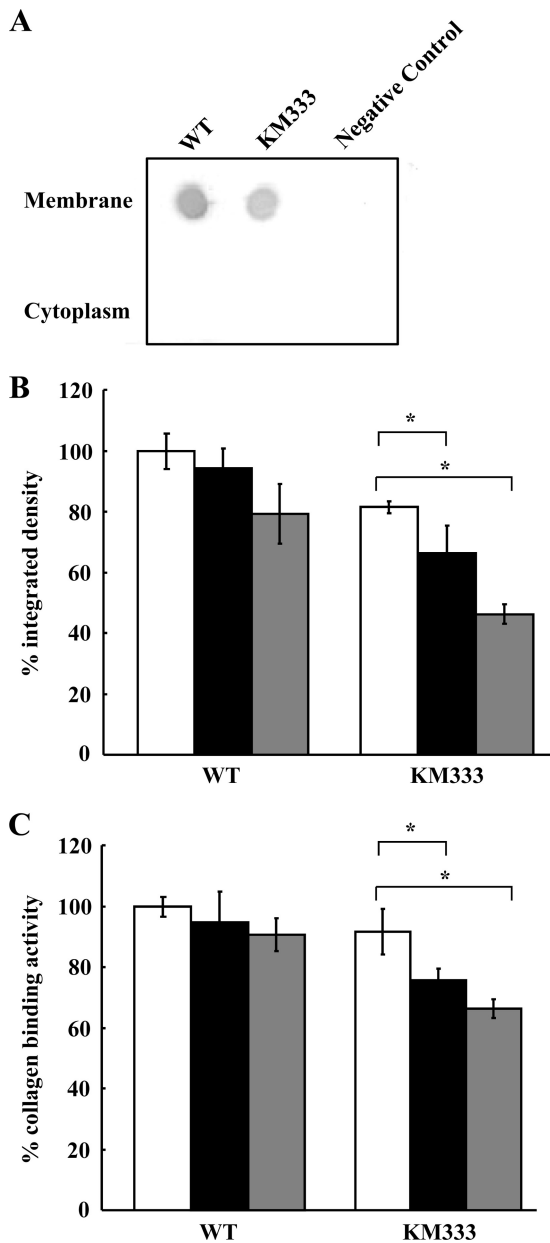 A
WT
KM333
Negative Control
Membrane
Cytoplasm
B
% integrated density
120
100
80
60
40
20
0
*
*
WT
KM333
C
% collagen binding activity
120
100
80
60
40
20
0
*
*
WT
KM333